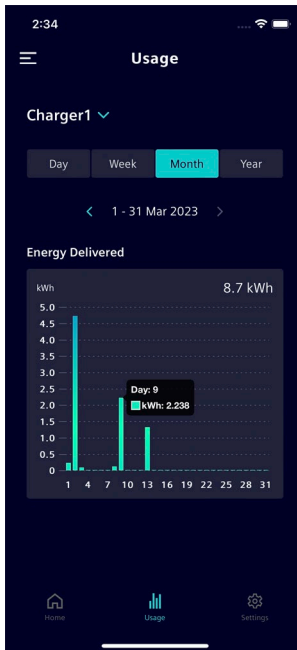 2:34
Usage
Charger1
Day Week Month Year
1 - 31 Mar 2023
Energy Delivered
kWh 8.7 kWh
5.0
4.5
4.0
3.5
3.0
2.5
Day: 9
2.0
kWh: 2.238
1.5
1.0
0.5
0
1 4 7 10 13 16 19 22 25 28 31
Home Usage Settings